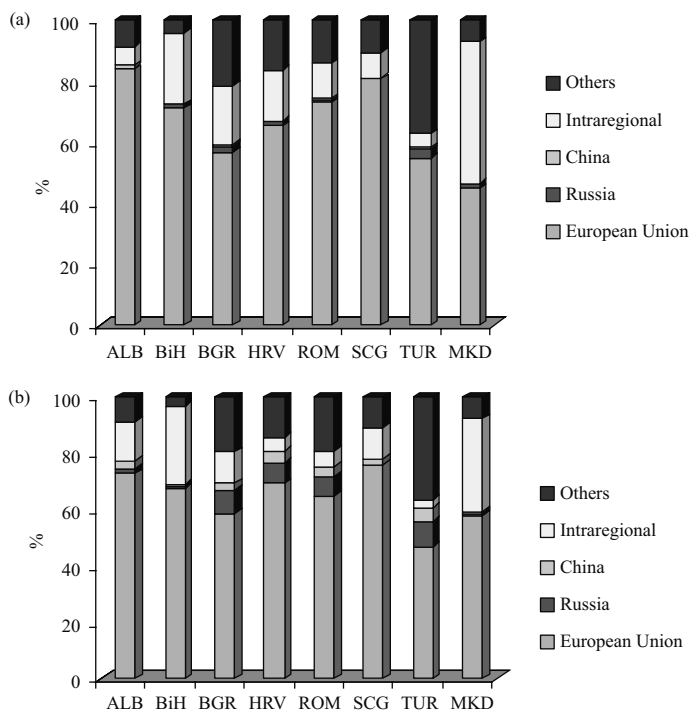 (a)
100
80
60
40
20
0
%
ALB BiH BGR HRV ROM SCG TUR MKD
Others
Intraregional
China
Russia
European Union
(b)
100
80
60
40
20
0
%
ALB BiH BGR HRV ROM SCG TUR MKD
Others
Intraregional
China
Russia
European Union